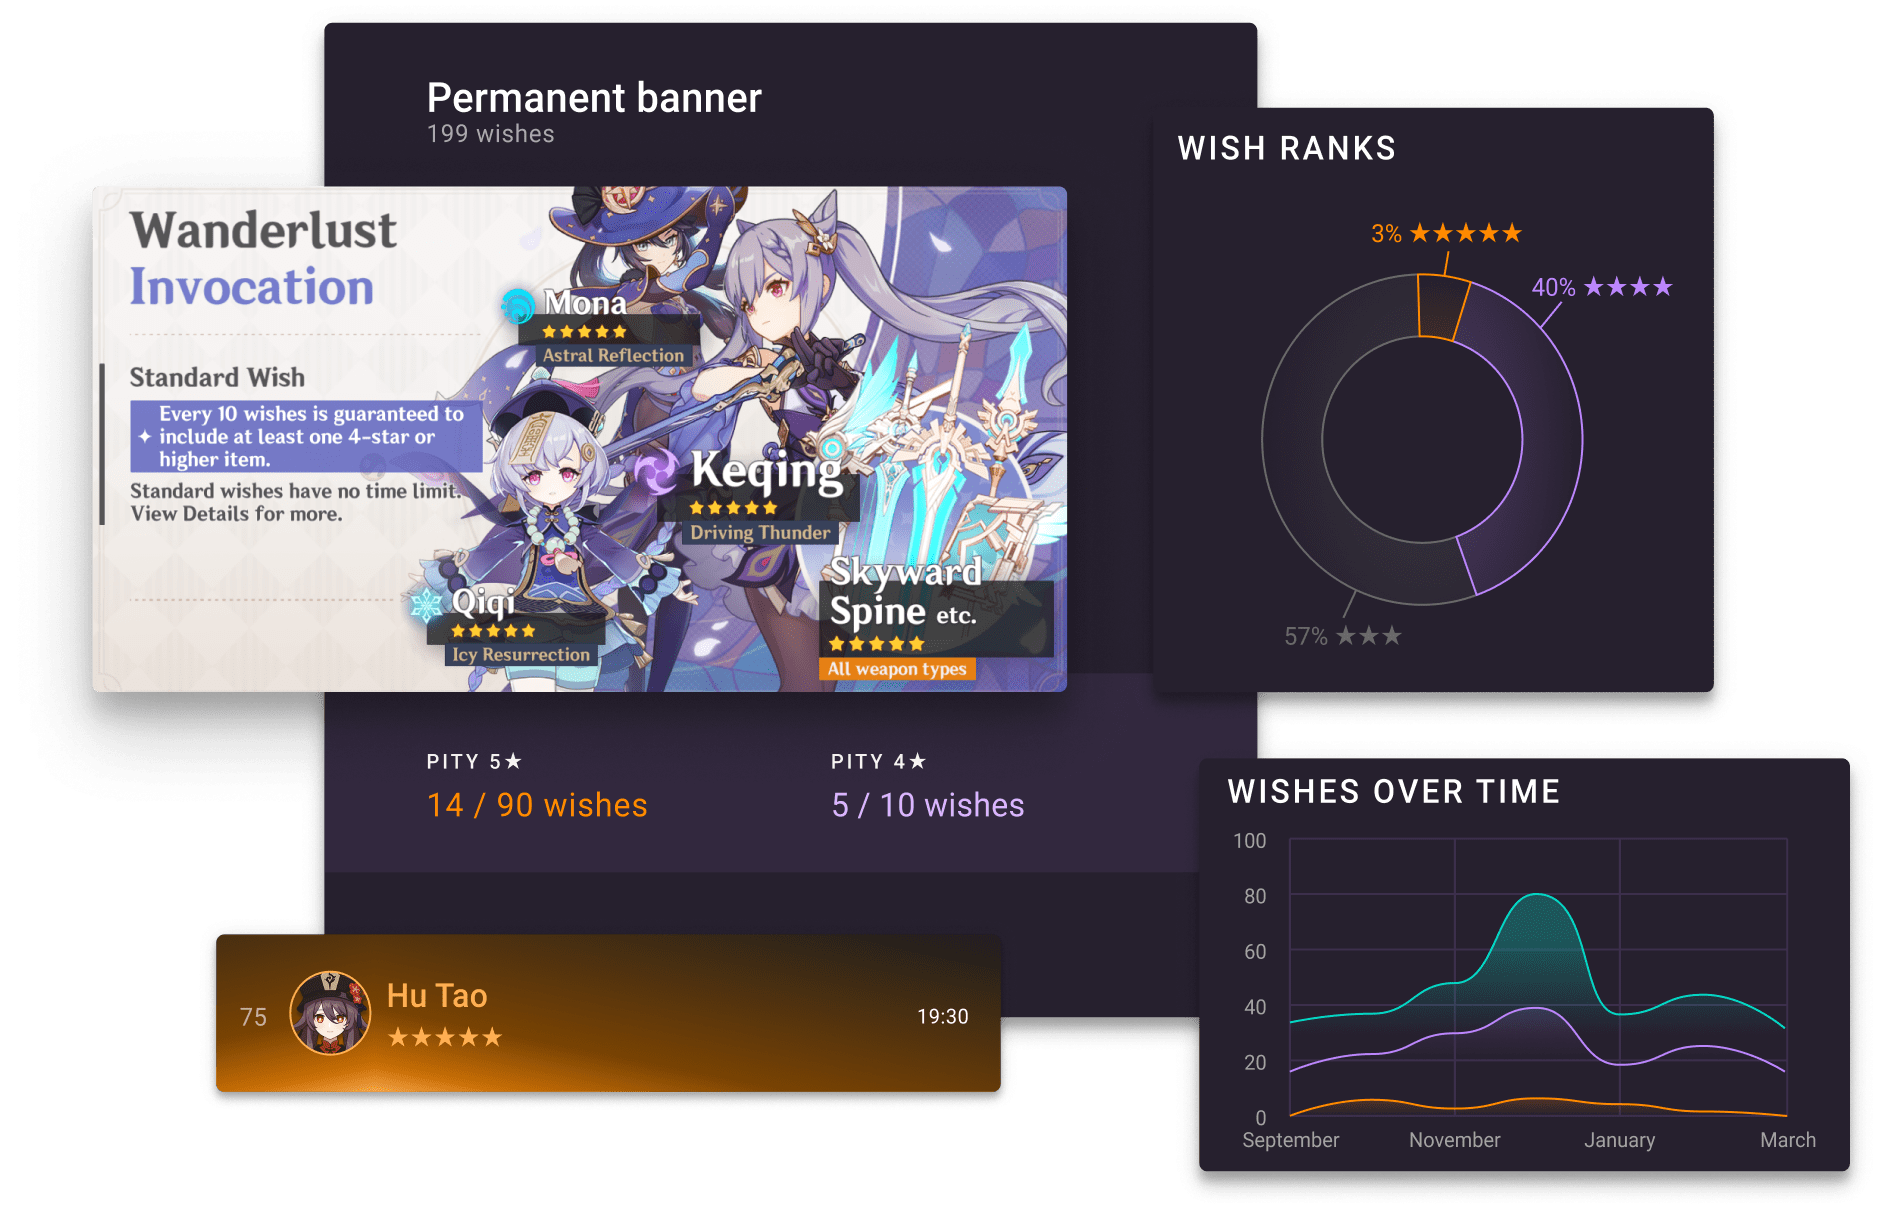 Permanent banner
199 wishes
Wanderlust
Invocation
Standard Wish
Every 10 wishes is guaranteed to
✦ include at least one 4-star or
higher item.
Standard wishes have no time limit.
View Details for more.
Mona
★★★★★
Astral Reflection
Keqing
★★★★★
Driving Thunder
Qiqi
★★★★★
Icy Resurrection
Skyward
Spine etc.
★★★★★
All weapon types
PITY 5★
14 / 90 wishes
PITY 4★
5 / 10 wishes
75
Hu Tao
★★★★★
19:30
WISH RANKS
3% ★★★★★
40% ★★★★
57% ★★★
WISHES OVER TIME
100
80
60
40
20
0
September November January March